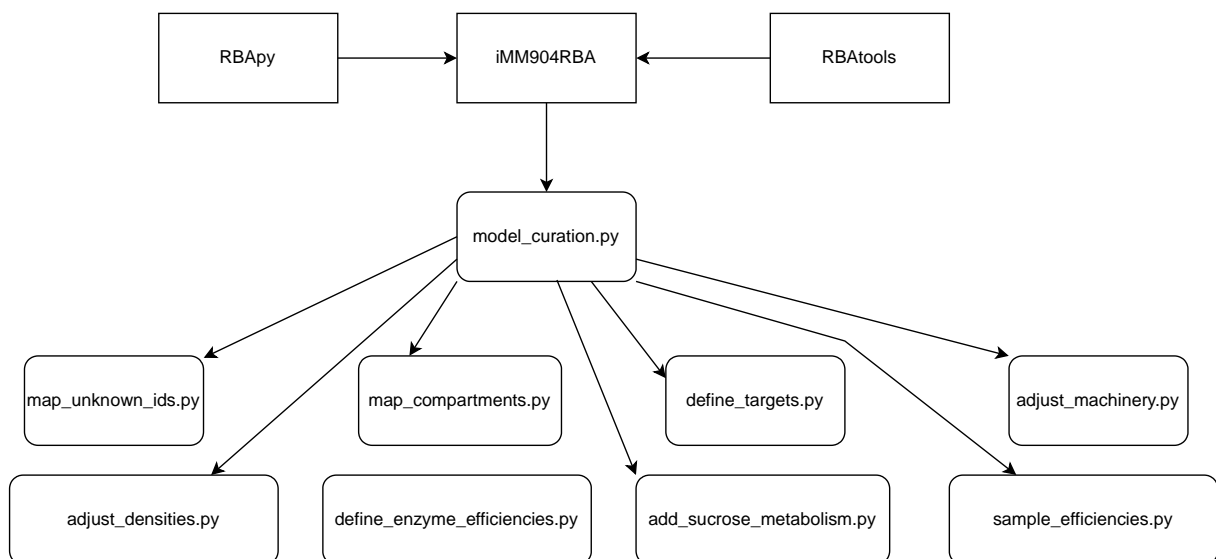 RBApy
iMM904RBA
RBAtools
model_curation.py
map_unknown_ids.py
map_compartments.py
define_targets.py
adjust_machinery.py
adjust_densities.py
define_enzyme_efficiencies.py
add_sucrose_metabolism.py
sample_efficiencies.py